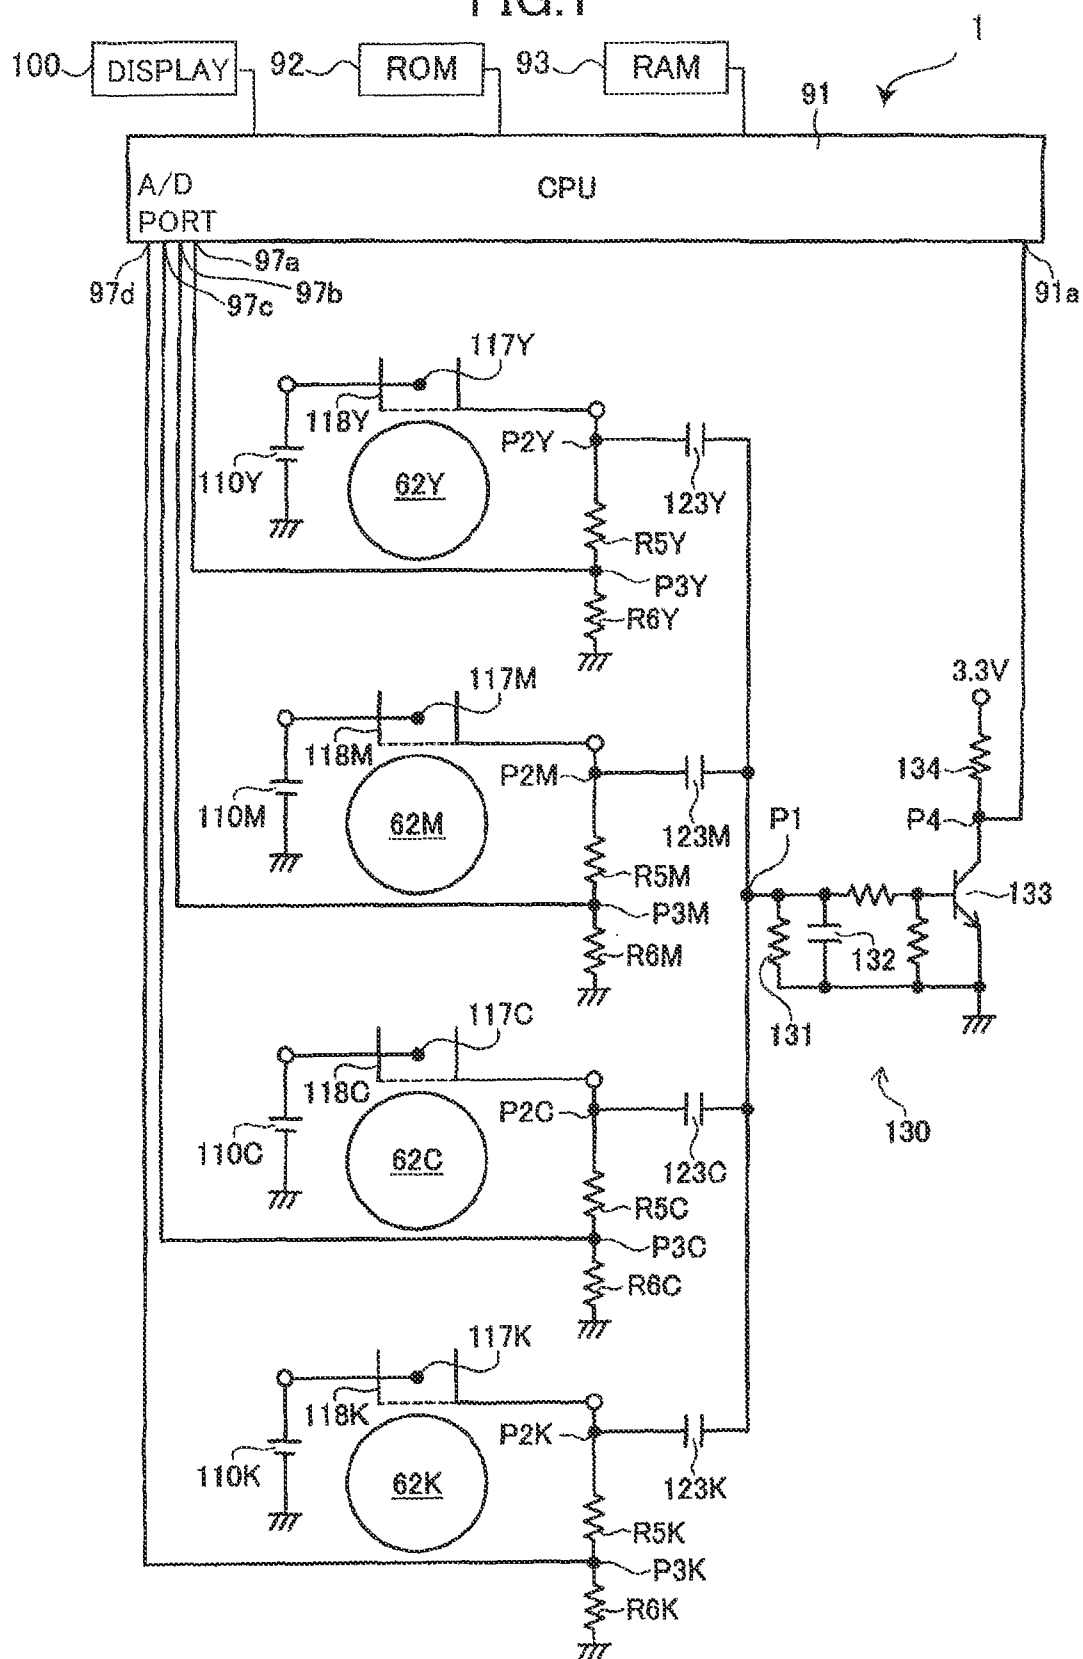 FIG.1
1
100 DISPLAY 92 ROM 93 RAM
91
A/D PORT
CPU
97a
97b
97c
97d
91a
117Y
118Y
110Y
62Y
P2Y
123Y
R5Y
P3Y
R6Y
117M
118M
110M
62M
P2M
123M
R5M
P3M
R6M
3.3V
134
P4
P1
133
132
131
130
117C
118C
110C
62C
P2C
123C
R5C
P3C
R6C
117K
118K
110K
62K
P2K
123K
R5K
P3K
R6K